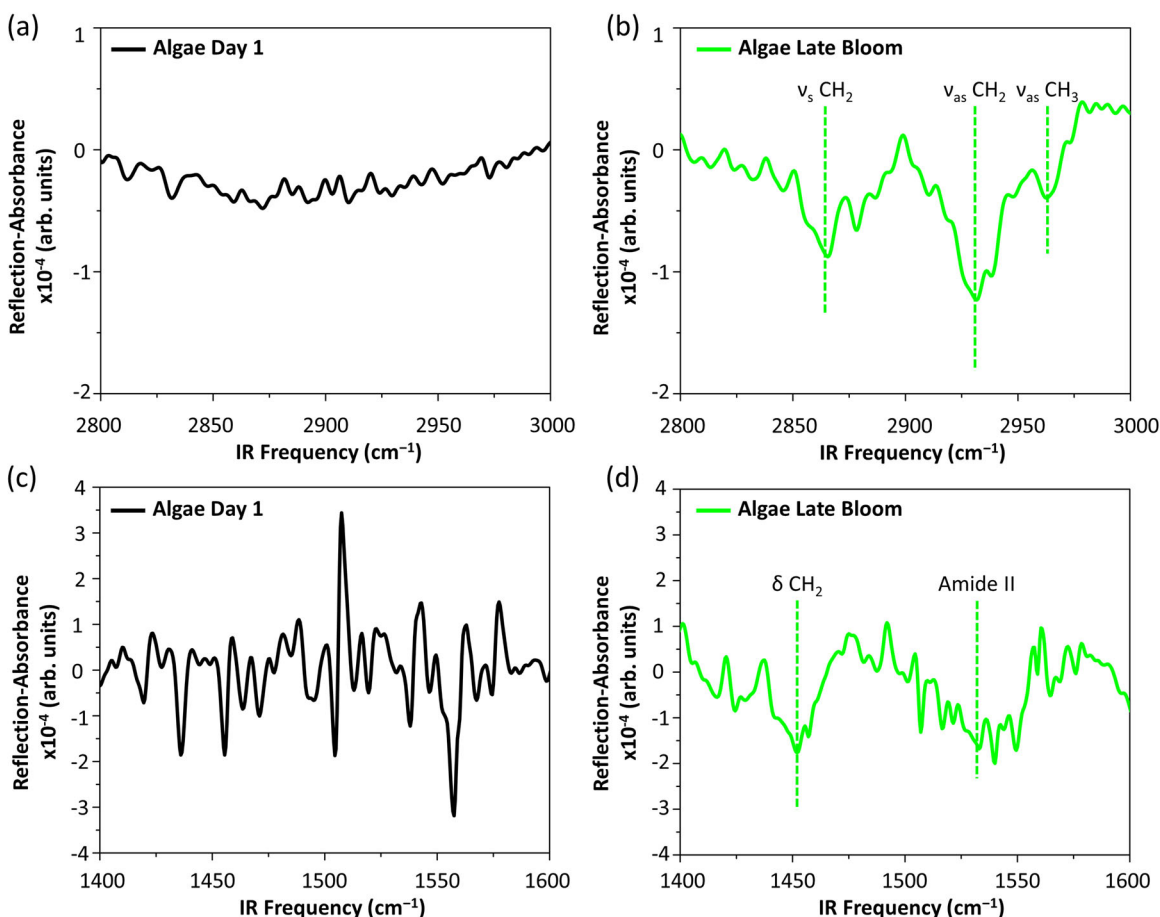 (a)
Algae Day 1
1
0
-1
-2
Reflection-Absorbance
x10⁻⁴ (arb. units)
2800
2850
2900
2950
3000
IR Frequency (cm⁻¹)
(b)
Algae Late Bloom
νs CH₂
νas CH₂
νas CH₃
1
0
-1
-2
Reflection-Absorbance
x10⁻⁴ (arb. units)
2800
2850
2900
2950
3000
IR Frequency (cm⁻¹)
(c)
Algae Day 1
4
3
2
1
0
-1
-2
-3
-4
Reflection-Absorbance
x10⁻⁴ (arb. units)
1400
1450
1500
1550
1600
IR Frequency (cm⁻¹)
(d)
Algae Late Bloom
δ CH₂
Amide II
4
3
2
1
0
-1
-2
-3
-4
Reflection-Absorbance
x10⁻⁴ (arb. units)
1400
1450
1500
1550
1600
IR Frequency (cm⁻¹)